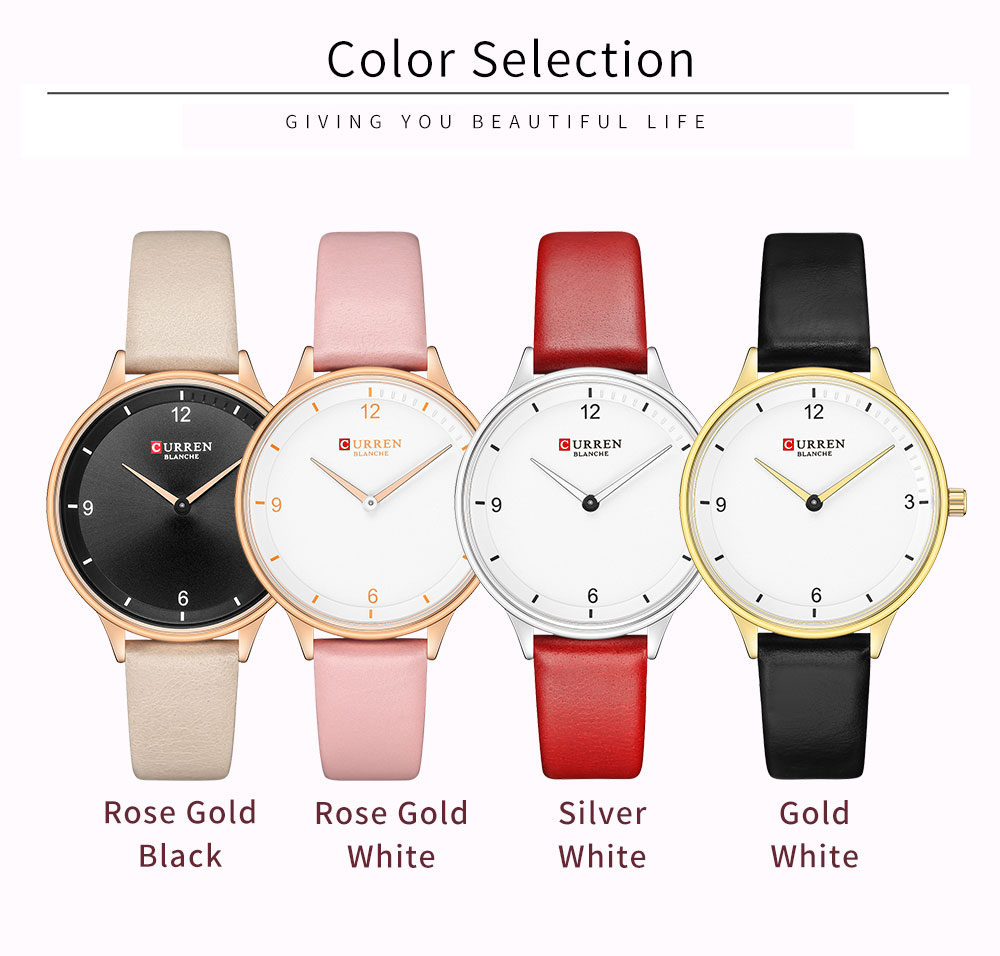 Color Selection
GIVING YOU BEAUTIFUL LIFE
12
CURREN
BLANCHE
9
6
12
CURREN
BLANCHE
9
6
12
CURREN
BLANCHE
9
6
12
CURREN
BLANCHE
9
3
6
Rose Gold
Black
Rose Gold
White
Silver
White
Gold
White